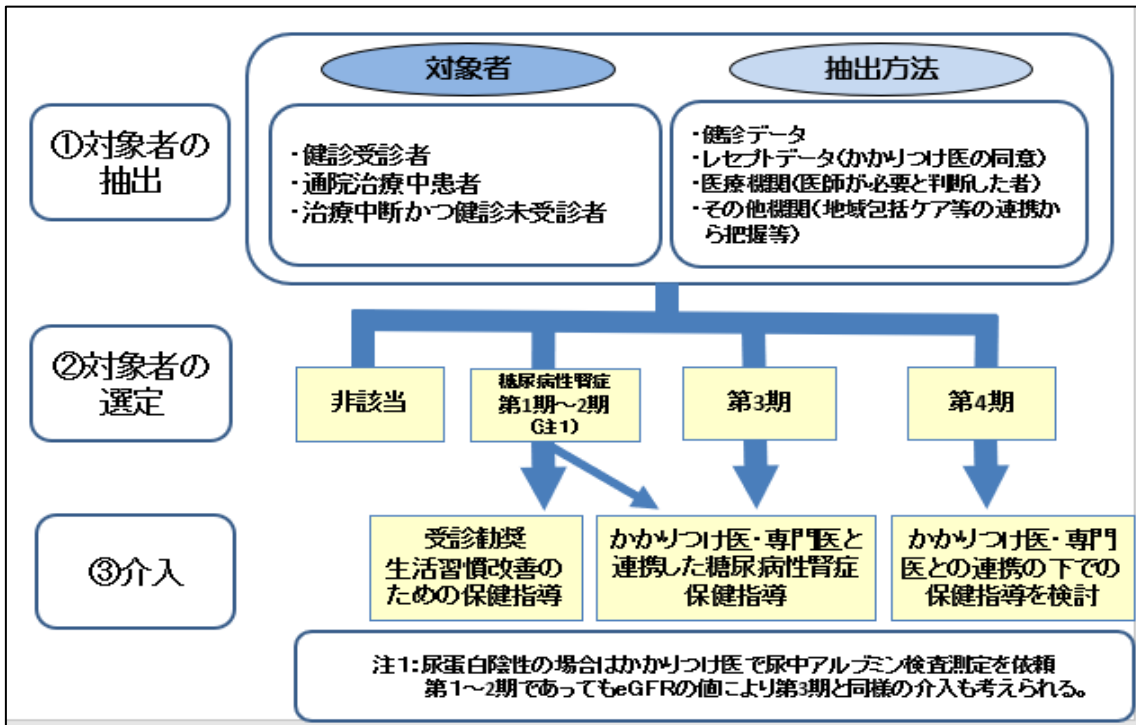 対象者
抽出方法
①対象者の
抽出
・健診受診者
・通院治療中患者
・治療中断かつ健診未受診者
・健診データ
・レセプトデータ(かかりつけ医の同意)
・医療機関(医師が必要と判断した者)
・その他機関(地域包括ケア等の連携か
ら把握等)
②対象者の
選定
非該当
糖尿病性腎症
第1期~2期
(注1)
第3期
第4期
③介入
受診勧奨
生活習慣改善の
ための保健指導
かかりつけ医・専門医と
連携した糖尿病性腎症
保健指導
かかりつけ医・専門
医との連携の下での
保健指導を検討
注1:尿蛋白陰性の場合はかかりつけ医で尿中アルブミン検査測定を依頼
第1~2期であってもeGFRの値により第3期と同様の介入も考えられる。